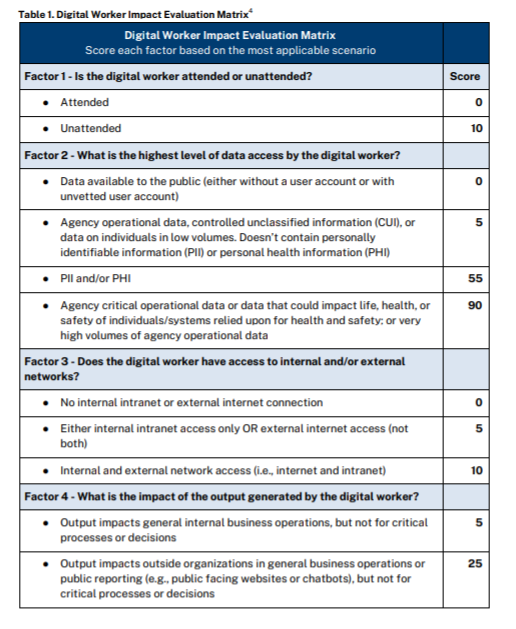 Table 1. Digital Worker Impact Evaluation Matrix4
Digital Worker Impact Evaluation Matrix
Score each factor based on the most applicable scenario
Factor 1 - Is the digital worker attended or unattended? Score
• Attended 0
• Unattended 10
Factor 2 - What is the highest level of data access by the digital worker?
• Data available to the public (either without a user account or with 0
unvetted user account)
• Agency operational data, controlled unclassified information (CUI), or 5
data on individuals in low volumes. Doesn't contain personally
identifiable information (PII) or personal health information (PHI)
• PII and/or PHI 55
• Agency critical operational data or data that could impact life, health, or 90
safety of individuals/systems relied upon for health and safety; or very
high volumes of agency operational data
Factor 3 - Does the digital worker have access to internal and/or external
networks?
• No internal intranet or external internet connection 0
• Either internal intranet access only OR external internet access (not 5
both)
• Internal and external network access (i.e., internet and intranet) 10
Factor 4 - What is the impact of the output generated by the digital worker?
• Output impacts general internal business operations, but not for critical 5
processes or decisions
• Output impacts outside organizations in general business operations or 25
public reporting (e.g., public facing websites or chatbots), but not for
critical processes or decisions